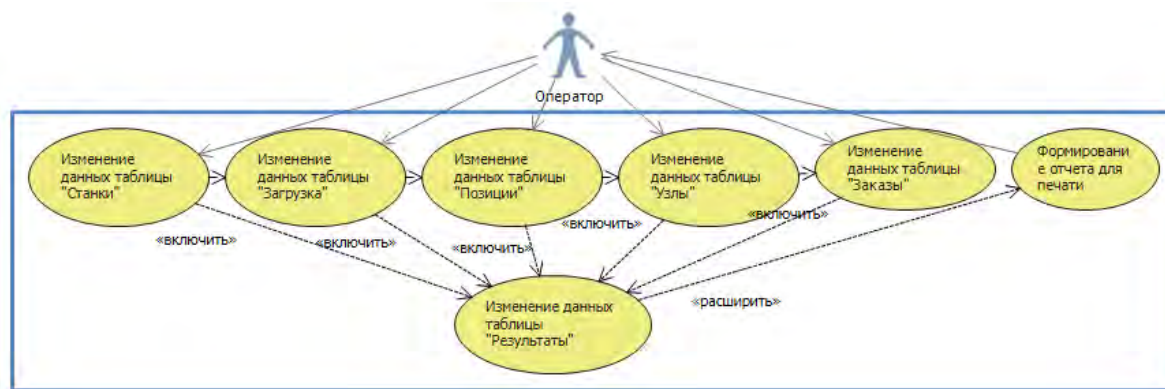 Оператор
Изменение
данных таблицы
"Станки"
Изменение
данных таблицы
"Загрузка"
Изменение
данных таблицы
"Позиции"
Изменение
данных таблицы
"Узлы"
Изменение
данных таблицы
"Заказы"
Формировани
е отчета для
печати
«включить»
«включить»
«включить»
«включить»
«включить»
Изменение данных
таблицы
"Результаты"
«расширить»